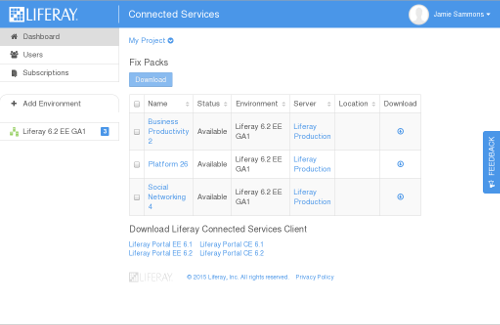 LIFERAY. Connected Services Jamie Sammons
Dashboard
Users
Subscriptions
Add Environment
Liferay 6.2 EE GA1 3
My Project
Fix Packs
Download
Name Status Environment Server Location Download
Business Productivity 2 Available Liferay 6.2 EE GA1 Liferay Production
Platform 26 Available Liferay 6.2 EE GA1 Liferay Production
Social Networking 4 Available Liferay 6.2 EE GA1 Liferay Production
Download Liferay Connected Services Client
Liferay Portal EE 6.1 Liferay Portal CE 6.1
Liferay Portal EE 6.2 Liferay Portal CE 6.2
LIFERAY. © 2015 Liferay, Inc. All rights reserved. Privacy Policy
FEEDBACK